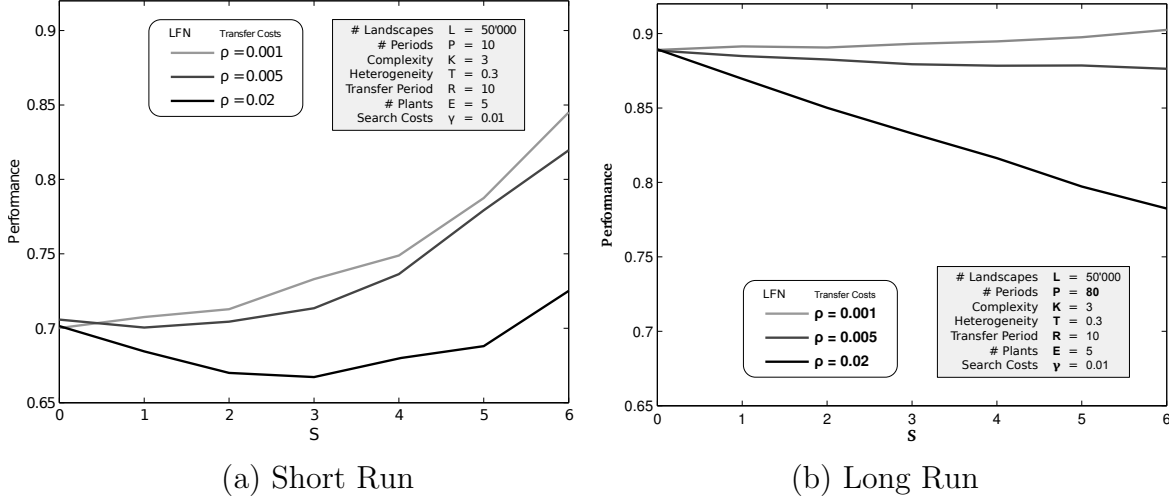 0.9
0.85
0.8
0.75
0.7
0.65
Performance
0 1 2 3 4 5 6
S
LFN Transfer Costs
ρ = 0.001
ρ = 0.005
ρ = 0.02
# Landscapes L = 50'000
# Periods P = 10
Complexity K = 3
Heterogeneity T = 0.3
Transfer Period R = 10
# Plants E = 5
Search Costs γ = 0.01
(a) Short Run
0.9
0.85
0.8
0.75
0.7
0.65
Performance
0 1 2 3 4 5 6
S
LFN Transfer Costs
ρ = 0.001
ρ = 0.005
ρ = 0.02
# Landscapes L = 50'000
# Periods P = 80
Complexity K = 3
Heterogeneity T = 0.3
Transfer Period R = 10
# Plants E = 5
Search Costs γ = 0.01
(b) Long Run